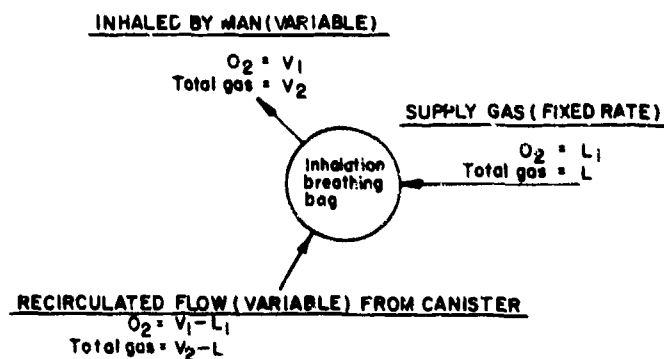 INHALED BY MAN (VARIABLE)
O₂ = V₁
Total gas = V₂
SUPPLY GAS (FIXED RATE)
O₂ = L₁
Total gas = L
Inhalation
breathing
bag
RECIRCULATED FLOW (VARIABLE) FROM CANISTER
O₂ = V₁-L₁
Total gas = V₂-L